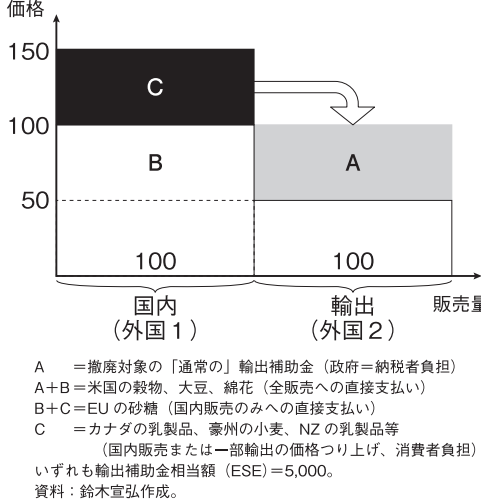 価格
150
C
100
B
A
50
100
100
国内
輸出
販売量
(外国1)
(外国2)
A　＝撤廃対象の「通常の」輸出補助金（政府＝納税者負担）
A＋B＝米国の穀物、大豆、綿花（全販売への直接支払い）
B＋C＝EUの砂糖（国内販売のみへの直接支払い）
C　＝カナダの乳製品、豪州の小麦、NZの乳製品等
（国内販売または一部輸出の価格つり上げ、消費者負担）
いずれも輸出補助金相当額（ESE）＝5,000。
資料：鈴木宣弘作成。